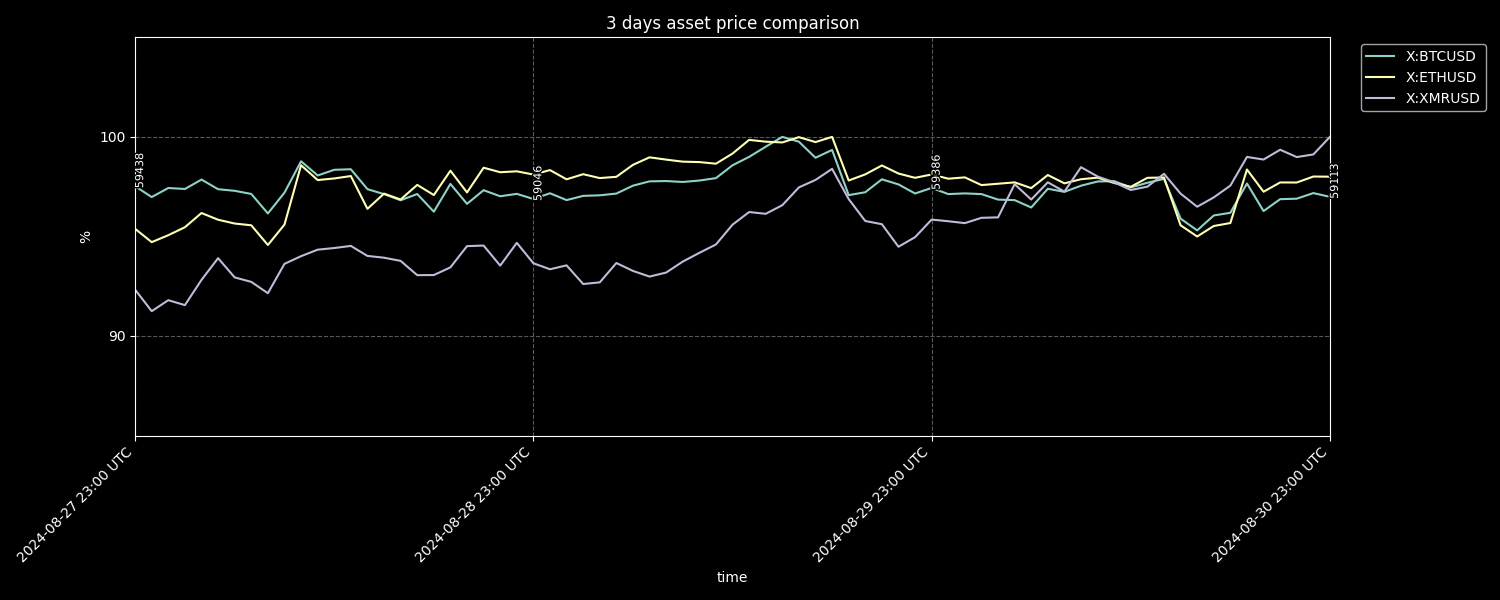 3 days asset price comparison
X:BTCUSD
X:ETHUSD
X:XMRUSD
100
90
%
59438
59046
59386
59113
2024-08-27 23:00 UTC
2024-08-28 23:00 UTC
2024-08-29 23:00 UTC
2024-08-30 23:00 UTC
time